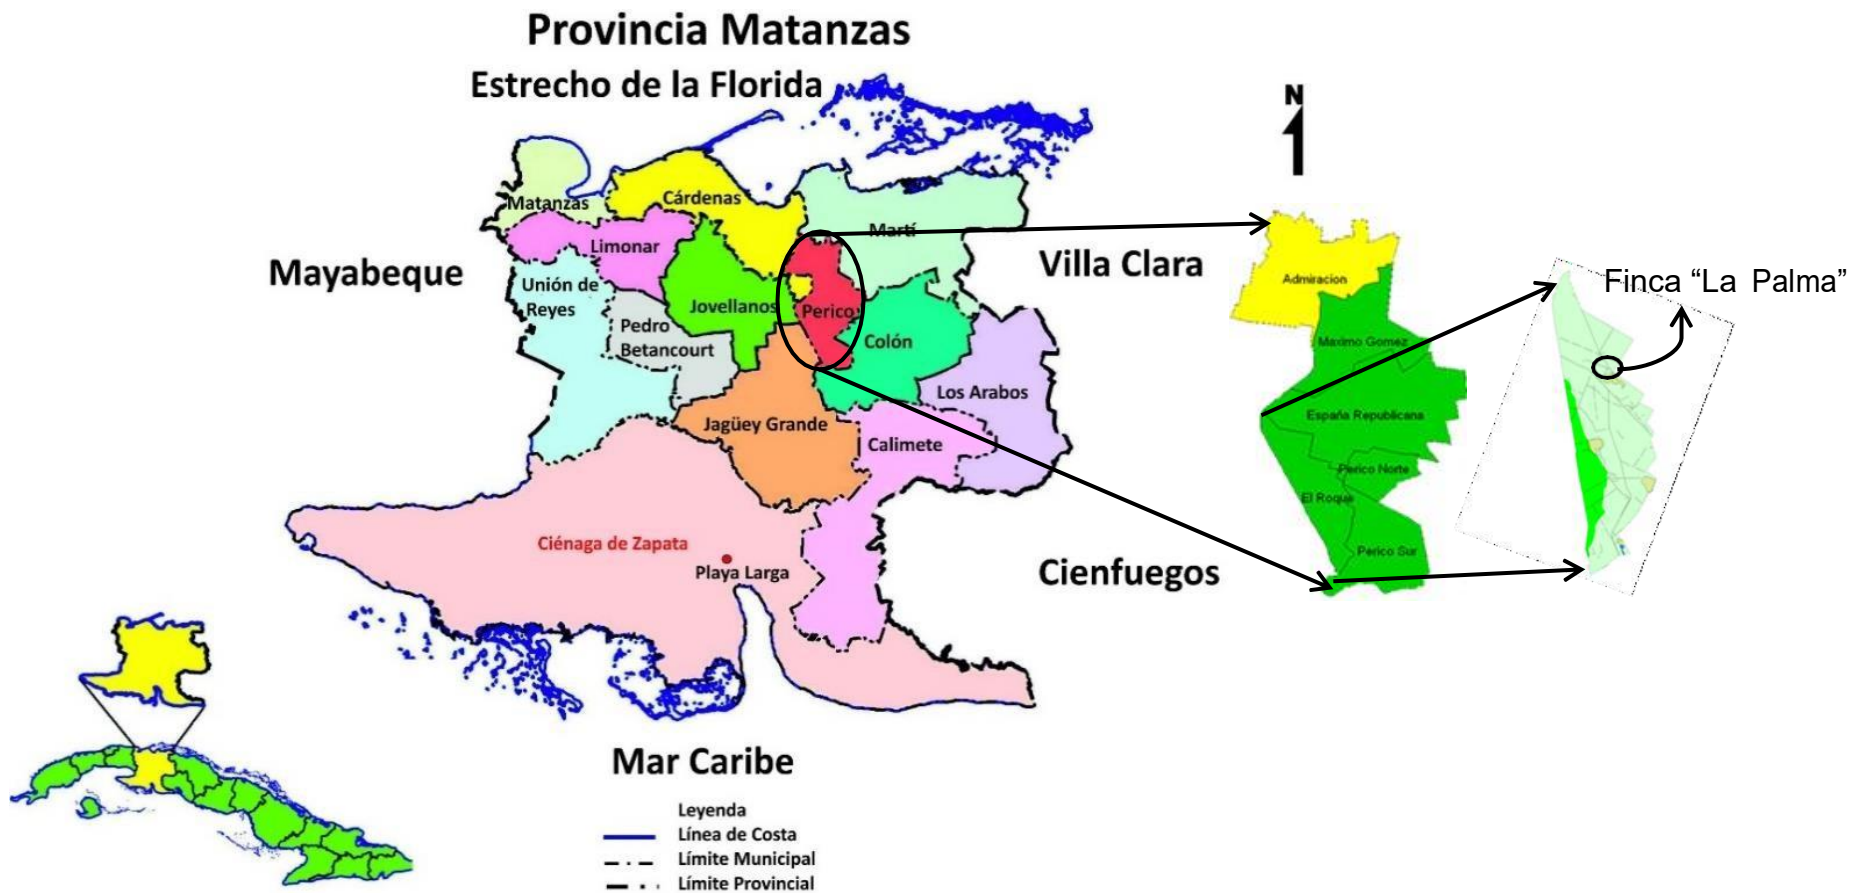 Provincia Matanzas
Estrecho de la Florida
N
Matanzas
Cárdenas
Limonar
Martí
Mayabeque
Villa Clara
Unión de
Reyes
Jovellanos
Perico
Pedro
Betancourt
Colón
Los Arabos
Jagüey Grande
Calimete
Ciénaga de Zapata
Playa Larga
Cienfuegos
Mar Caribe
Admiracion
Maximo Gomez
España Republicana
Perico Norte
El Roque
Perico Sur
Finca “La Palma”
Leyenda
Línea de Costa
Límite Municipal
Límite Provincial